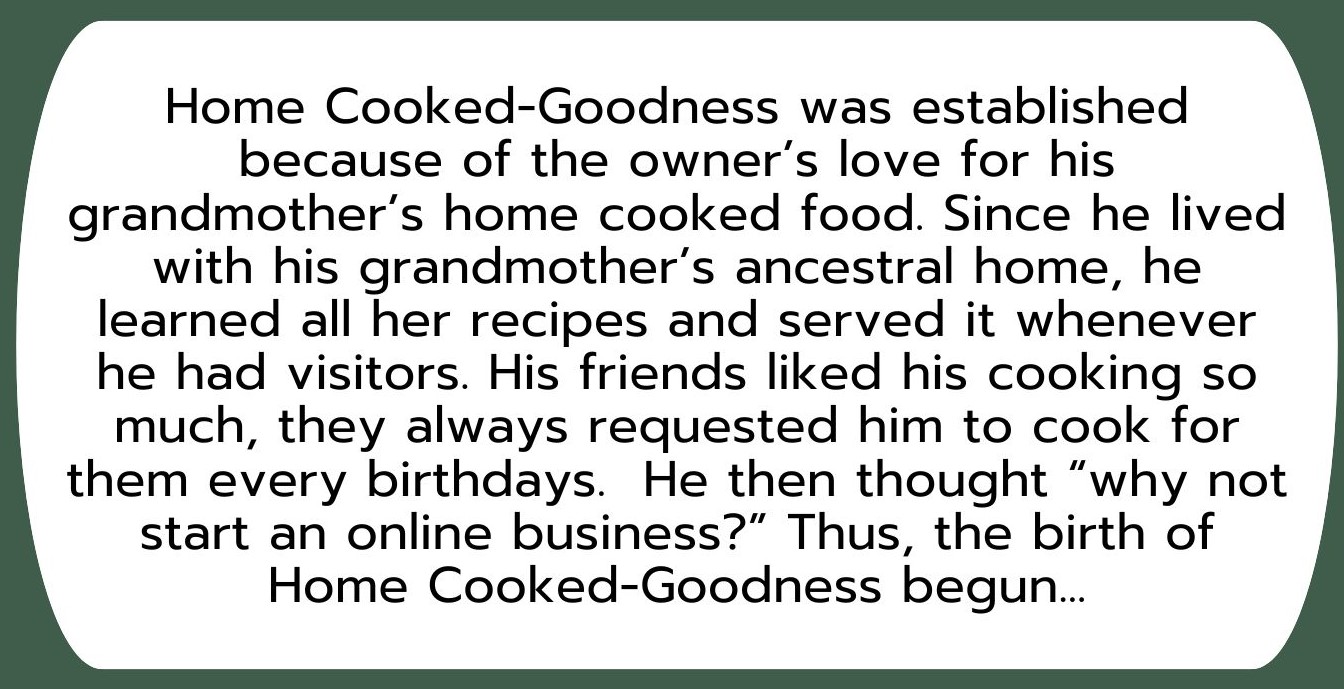 Home Cooked-Goodness was established
because of the owner’s love for his
grandmother’s home cooked food. Since he lived
with his grandmother’s ancestral home, he
learned all her recipes and served it whenever
he had visitors. His friends liked his cooking so
much, they always requested him to cook for
them every birthdays.  He then thought “why not
start an online business?” Thus, the birth of
Home Cooked-Goodness begun...